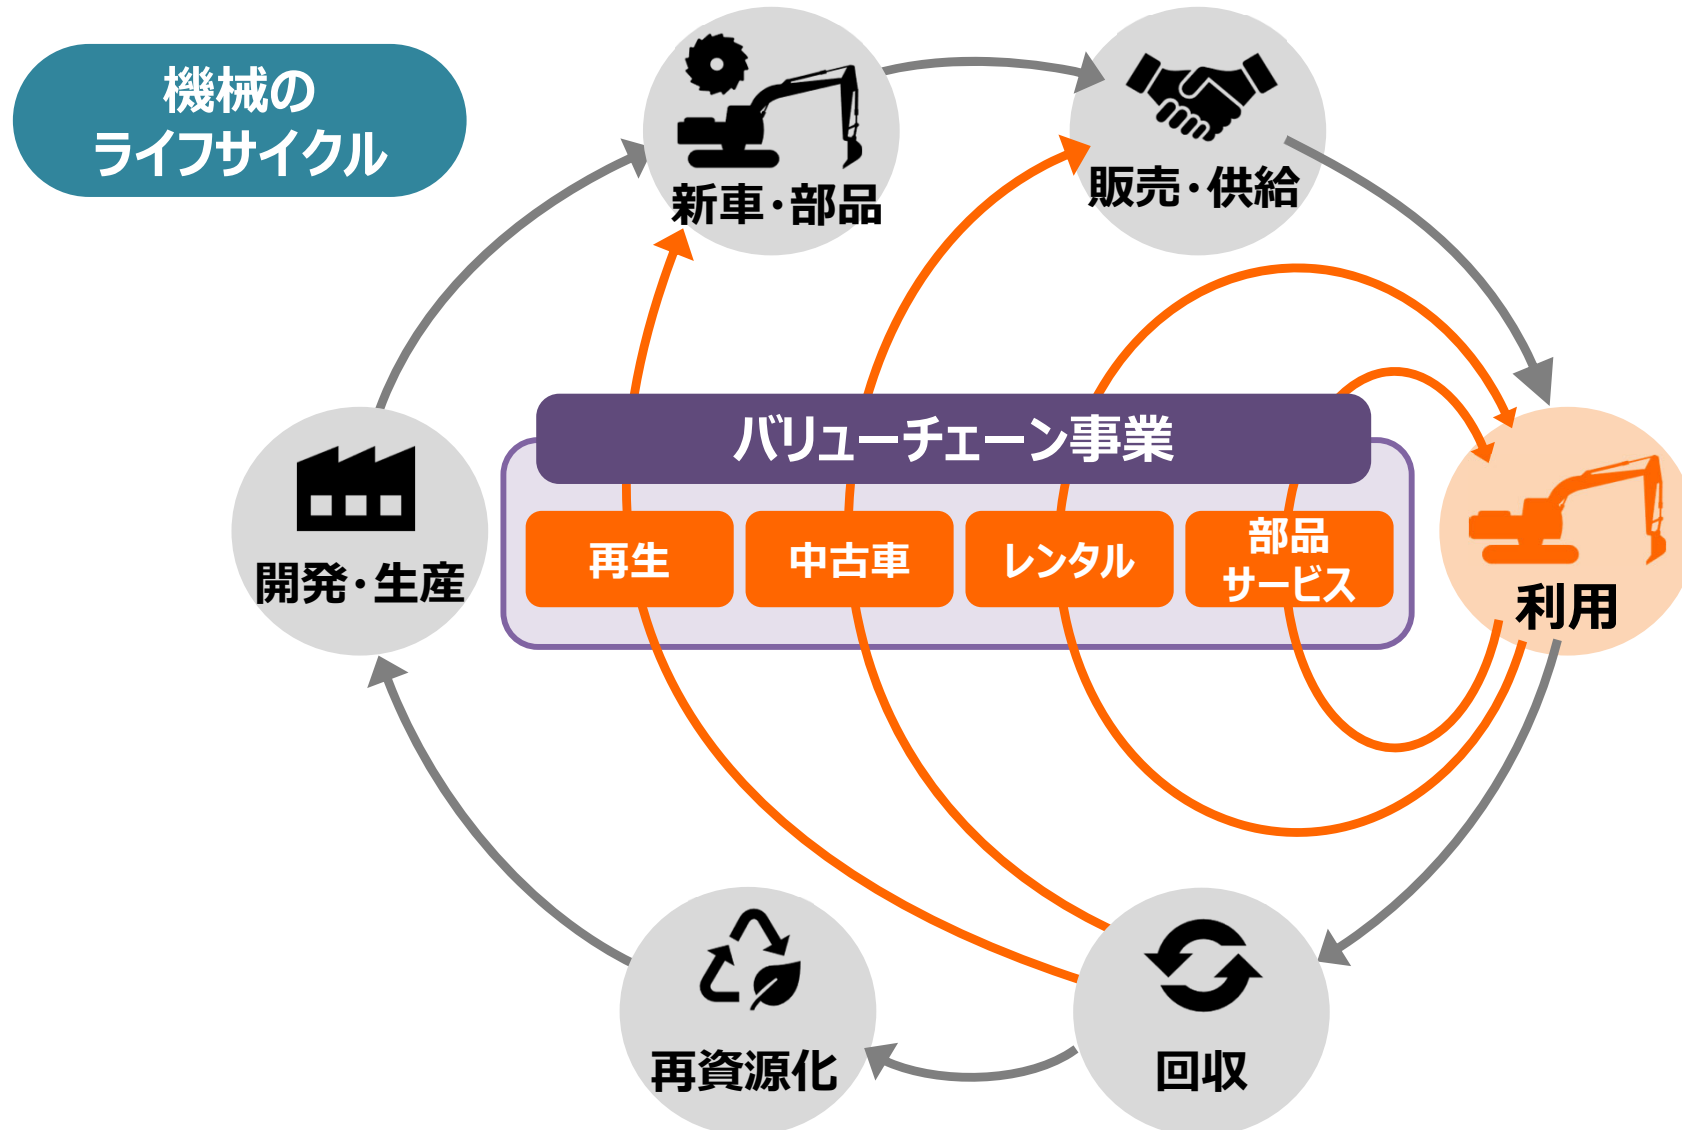 機械の
ライフサイクル
新車・部品
販売・供給
バリューチェーン事業
再生
中古車
レンタル
部品
サービス
開発・生産
利用
再資源化
回収